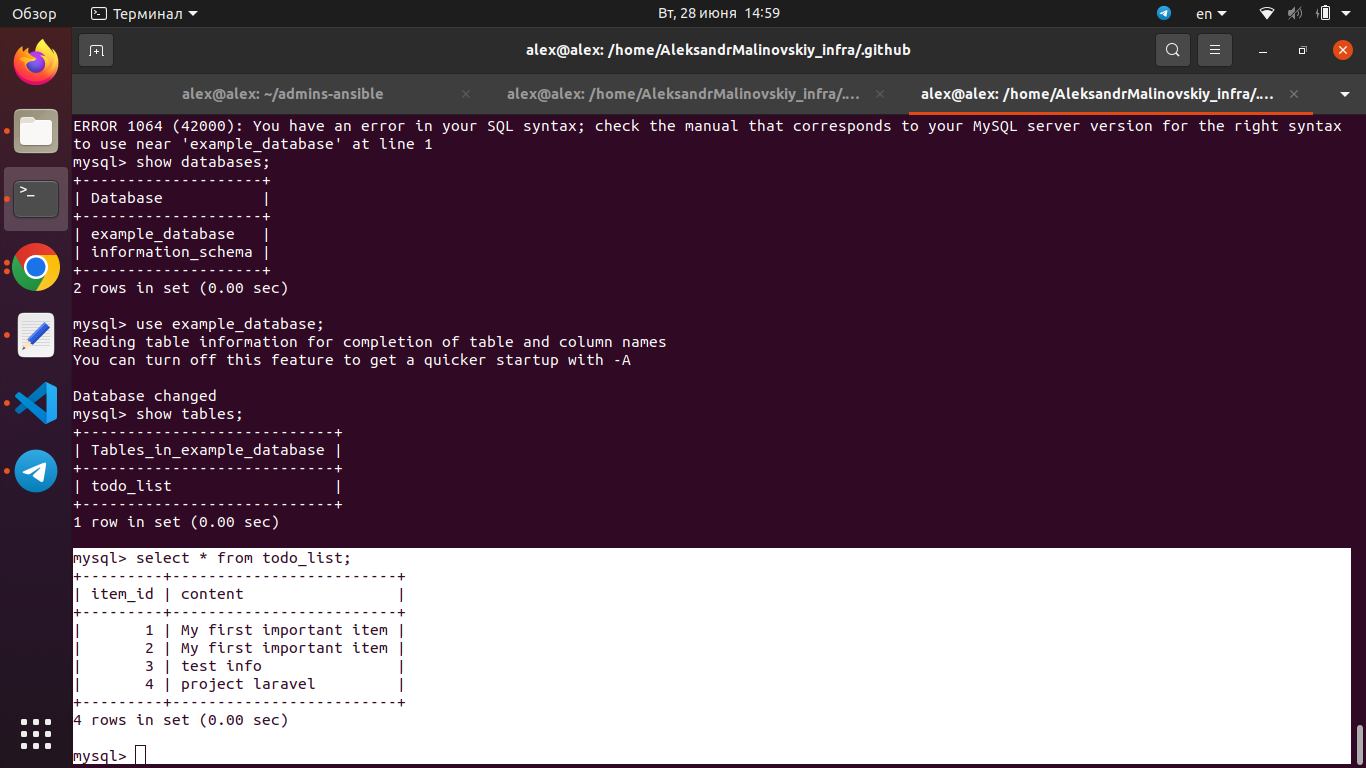 Обзор
Терминал
Вт, 28 июня 14:59
en
alex@alex: /home/AleksandrMalinovskiy_infra/.github
alex@alex: ~/admins-ansible
alex@alex: /home/AleksandrMalinovskiy_infra/....
alex@alex: /home/AleksandrMalinovskiy_infra/....
ERROR 1064 (42000): You have an error in your SQL syntax; check the manual that corresponds to your MySQL server version for the right syntax
to use near 'example_database' at line 1
mysql> show databases;
+--------------------+
| Database           |
+--------------------+
| example_database   |
| information_schema |
+--------------------+
2 rows in set (0.00 sec)
mysql> use example_database;
Reading table information for completion of table and column names
You can turn off this feature to get a quicker startup with -A
Database changed
mysql> show tables;
+----------------------------+
| Tables_in_example_database |
+----------------------------+
| todo_list                  |
+----------------------------+
1 row in set (0.00 sec)
mysql> select * from todo_list;
+---------+-------------------------+
| item_id | content                 |
+---------+-------------------------+
|       1 | My first important item |
|       2 | My first important item |
|       3 | test info               |
|       4 | project laravel         |
+---------+-------------------------+
4 rows in set (0.00 sec)
mysql>